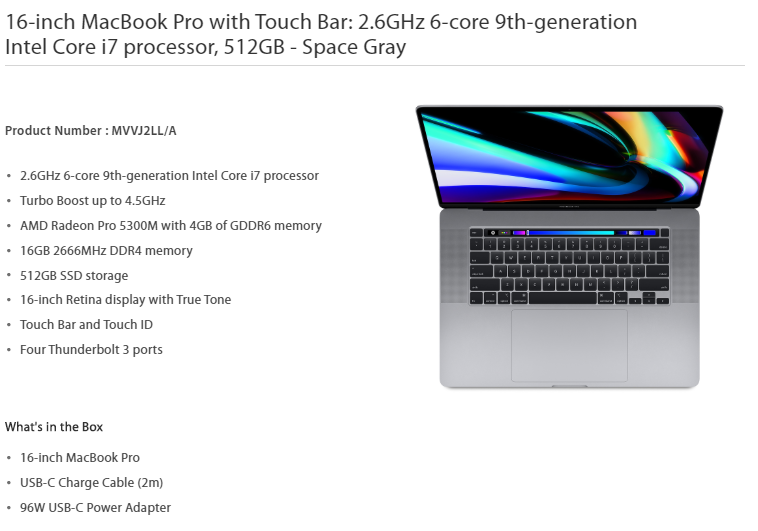 16-inch MacBook Pro with Touch Bar: 2.6GHz 6-core 9th-generation
Intel Core i7 processor, 512GB - Space Gray
Product Number : MVVJ2LL/A
• 2.6GHz 6-core 9th-generation Intel Core i7 processor
• Turbo Boost up to 4.5GHz
• AMD Radeon Pro 5300M with 4GB of GDDR6 memory
• 16GB 2666MHz DDR4 memory
• 512GB SSD storage
• 16-inch Retina display with True Tone
• Touch Bar and Touch ID
• Four Thunderbolt 3 ports
What's in the Box
• 16-inch MacBook Pro
• USB-C Charge Cable (2m)
• 96W USB-C Power Adapter